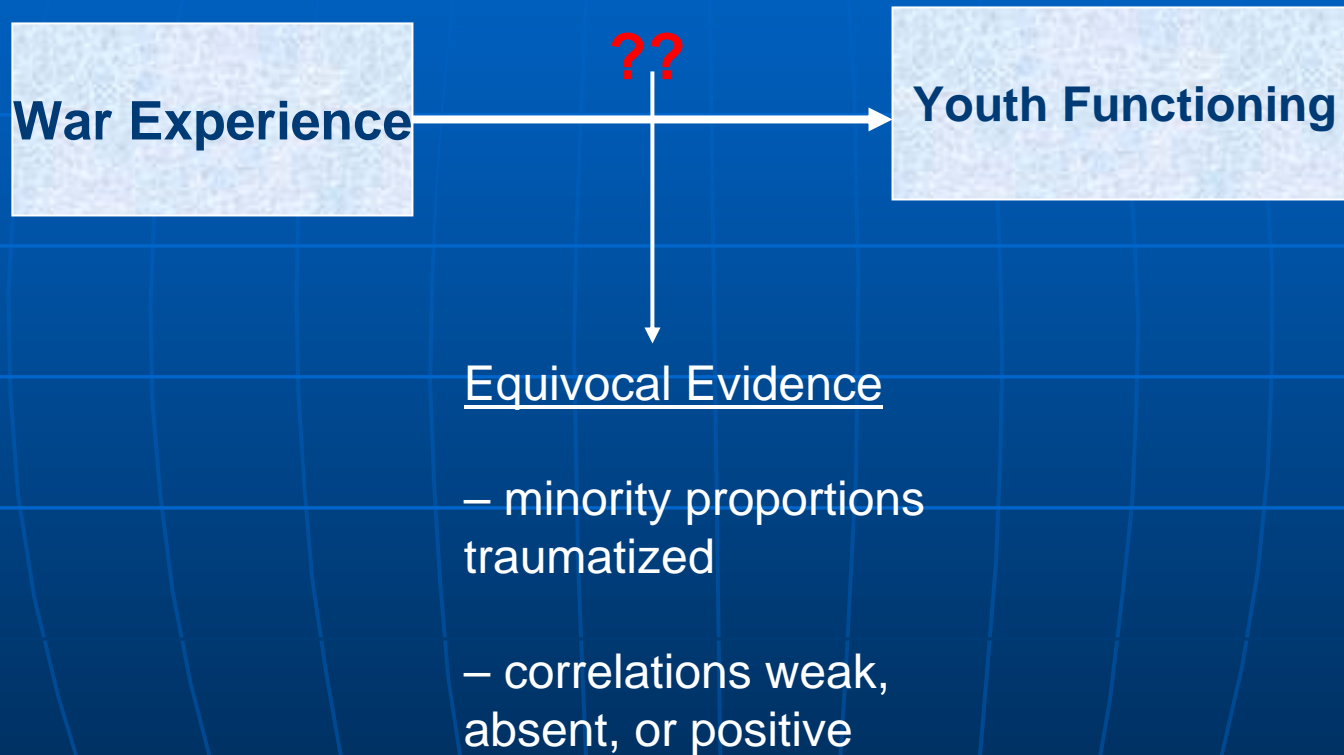 ??
War Experience
Youth Functioning
Equivocal Evidence
– minority proportions
traumatized
– correlations weak,
absent, or positive